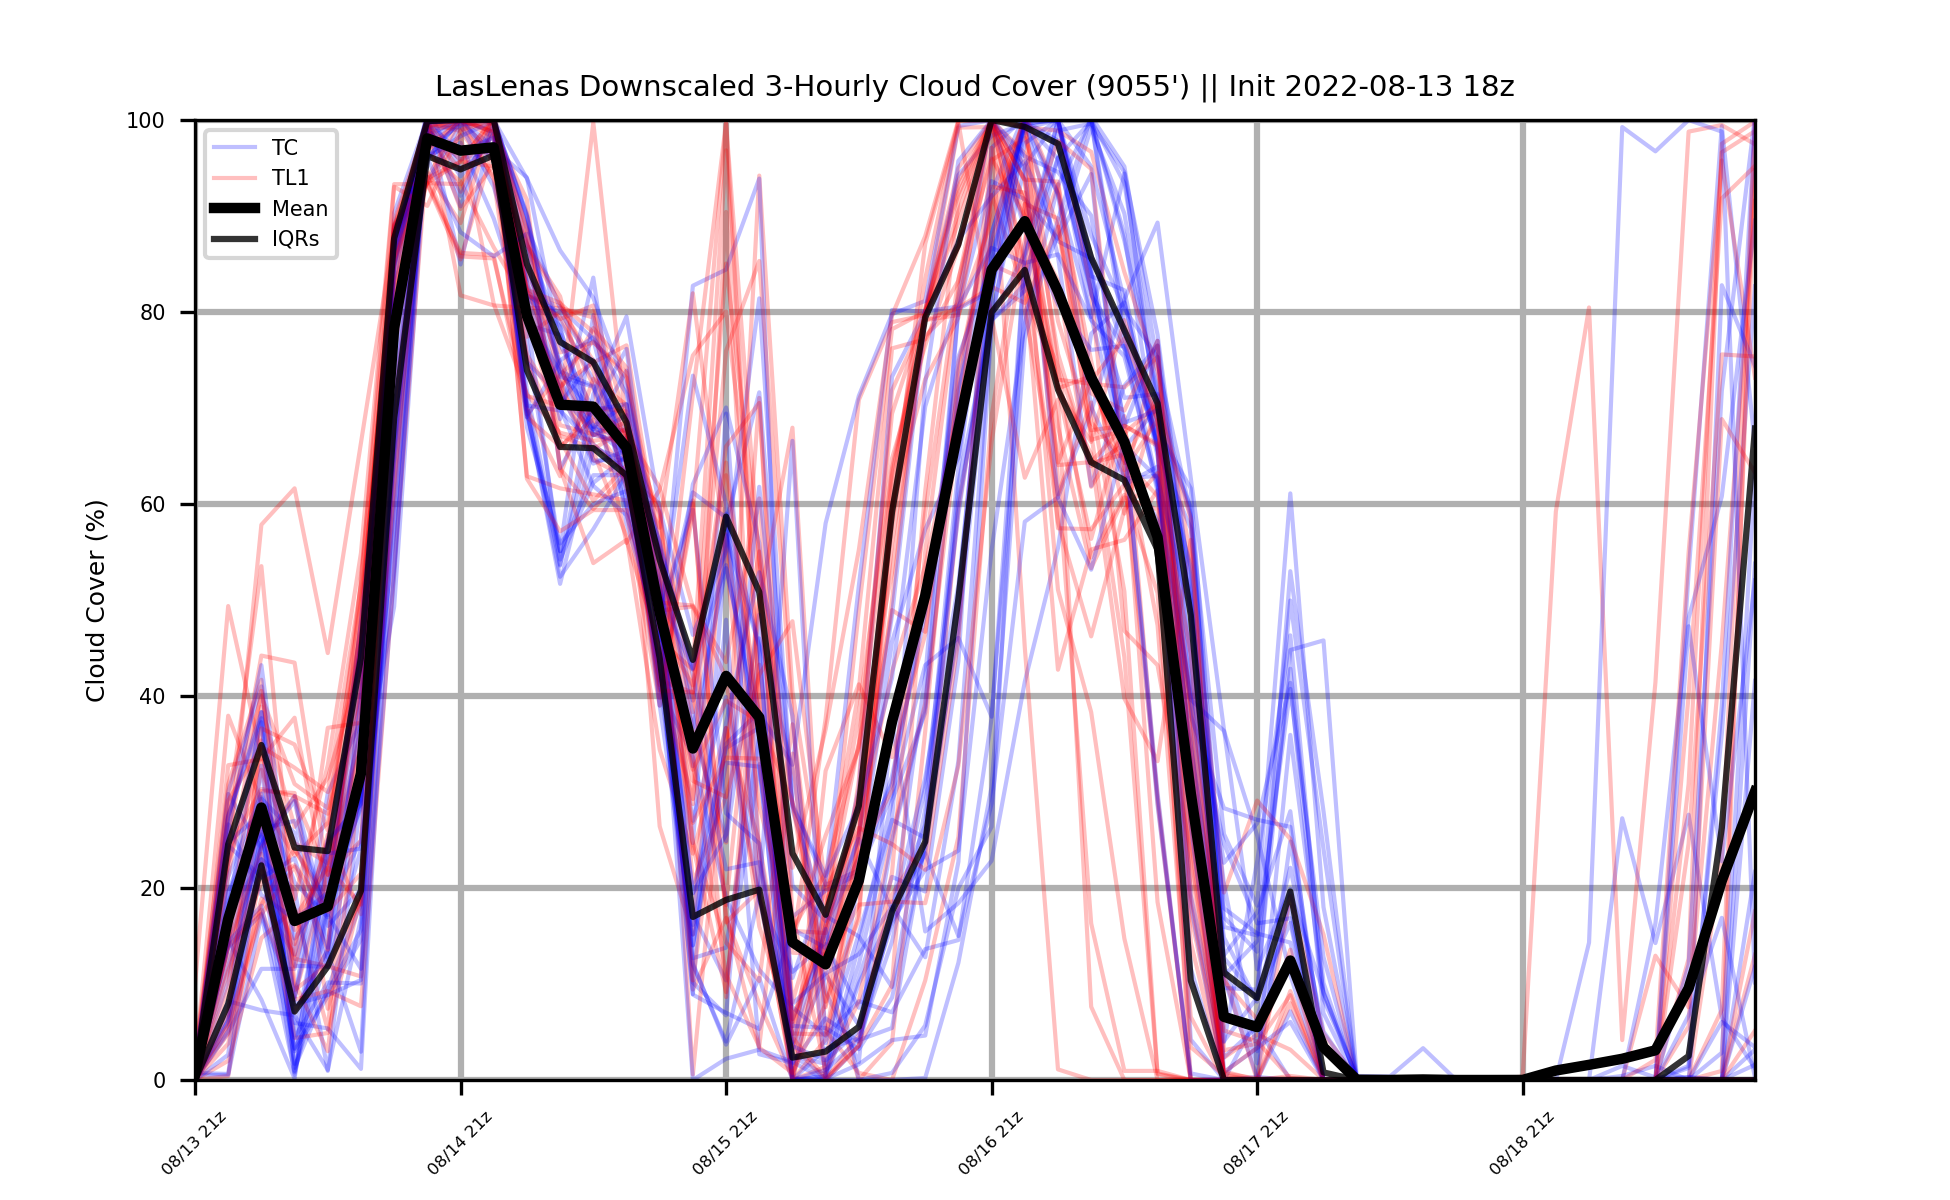 LasLenas Downscaled 3-Hourly Cloud Cover (9055') || Init 2022-08-13 18z
Cloud Cover (%)
100
80
60
40
20
0
TC
TL1
Mean
IQRs
08/13 21z
08/14 21z
08/15 21z
08/16 21z
08/17 21z
08/18 21z